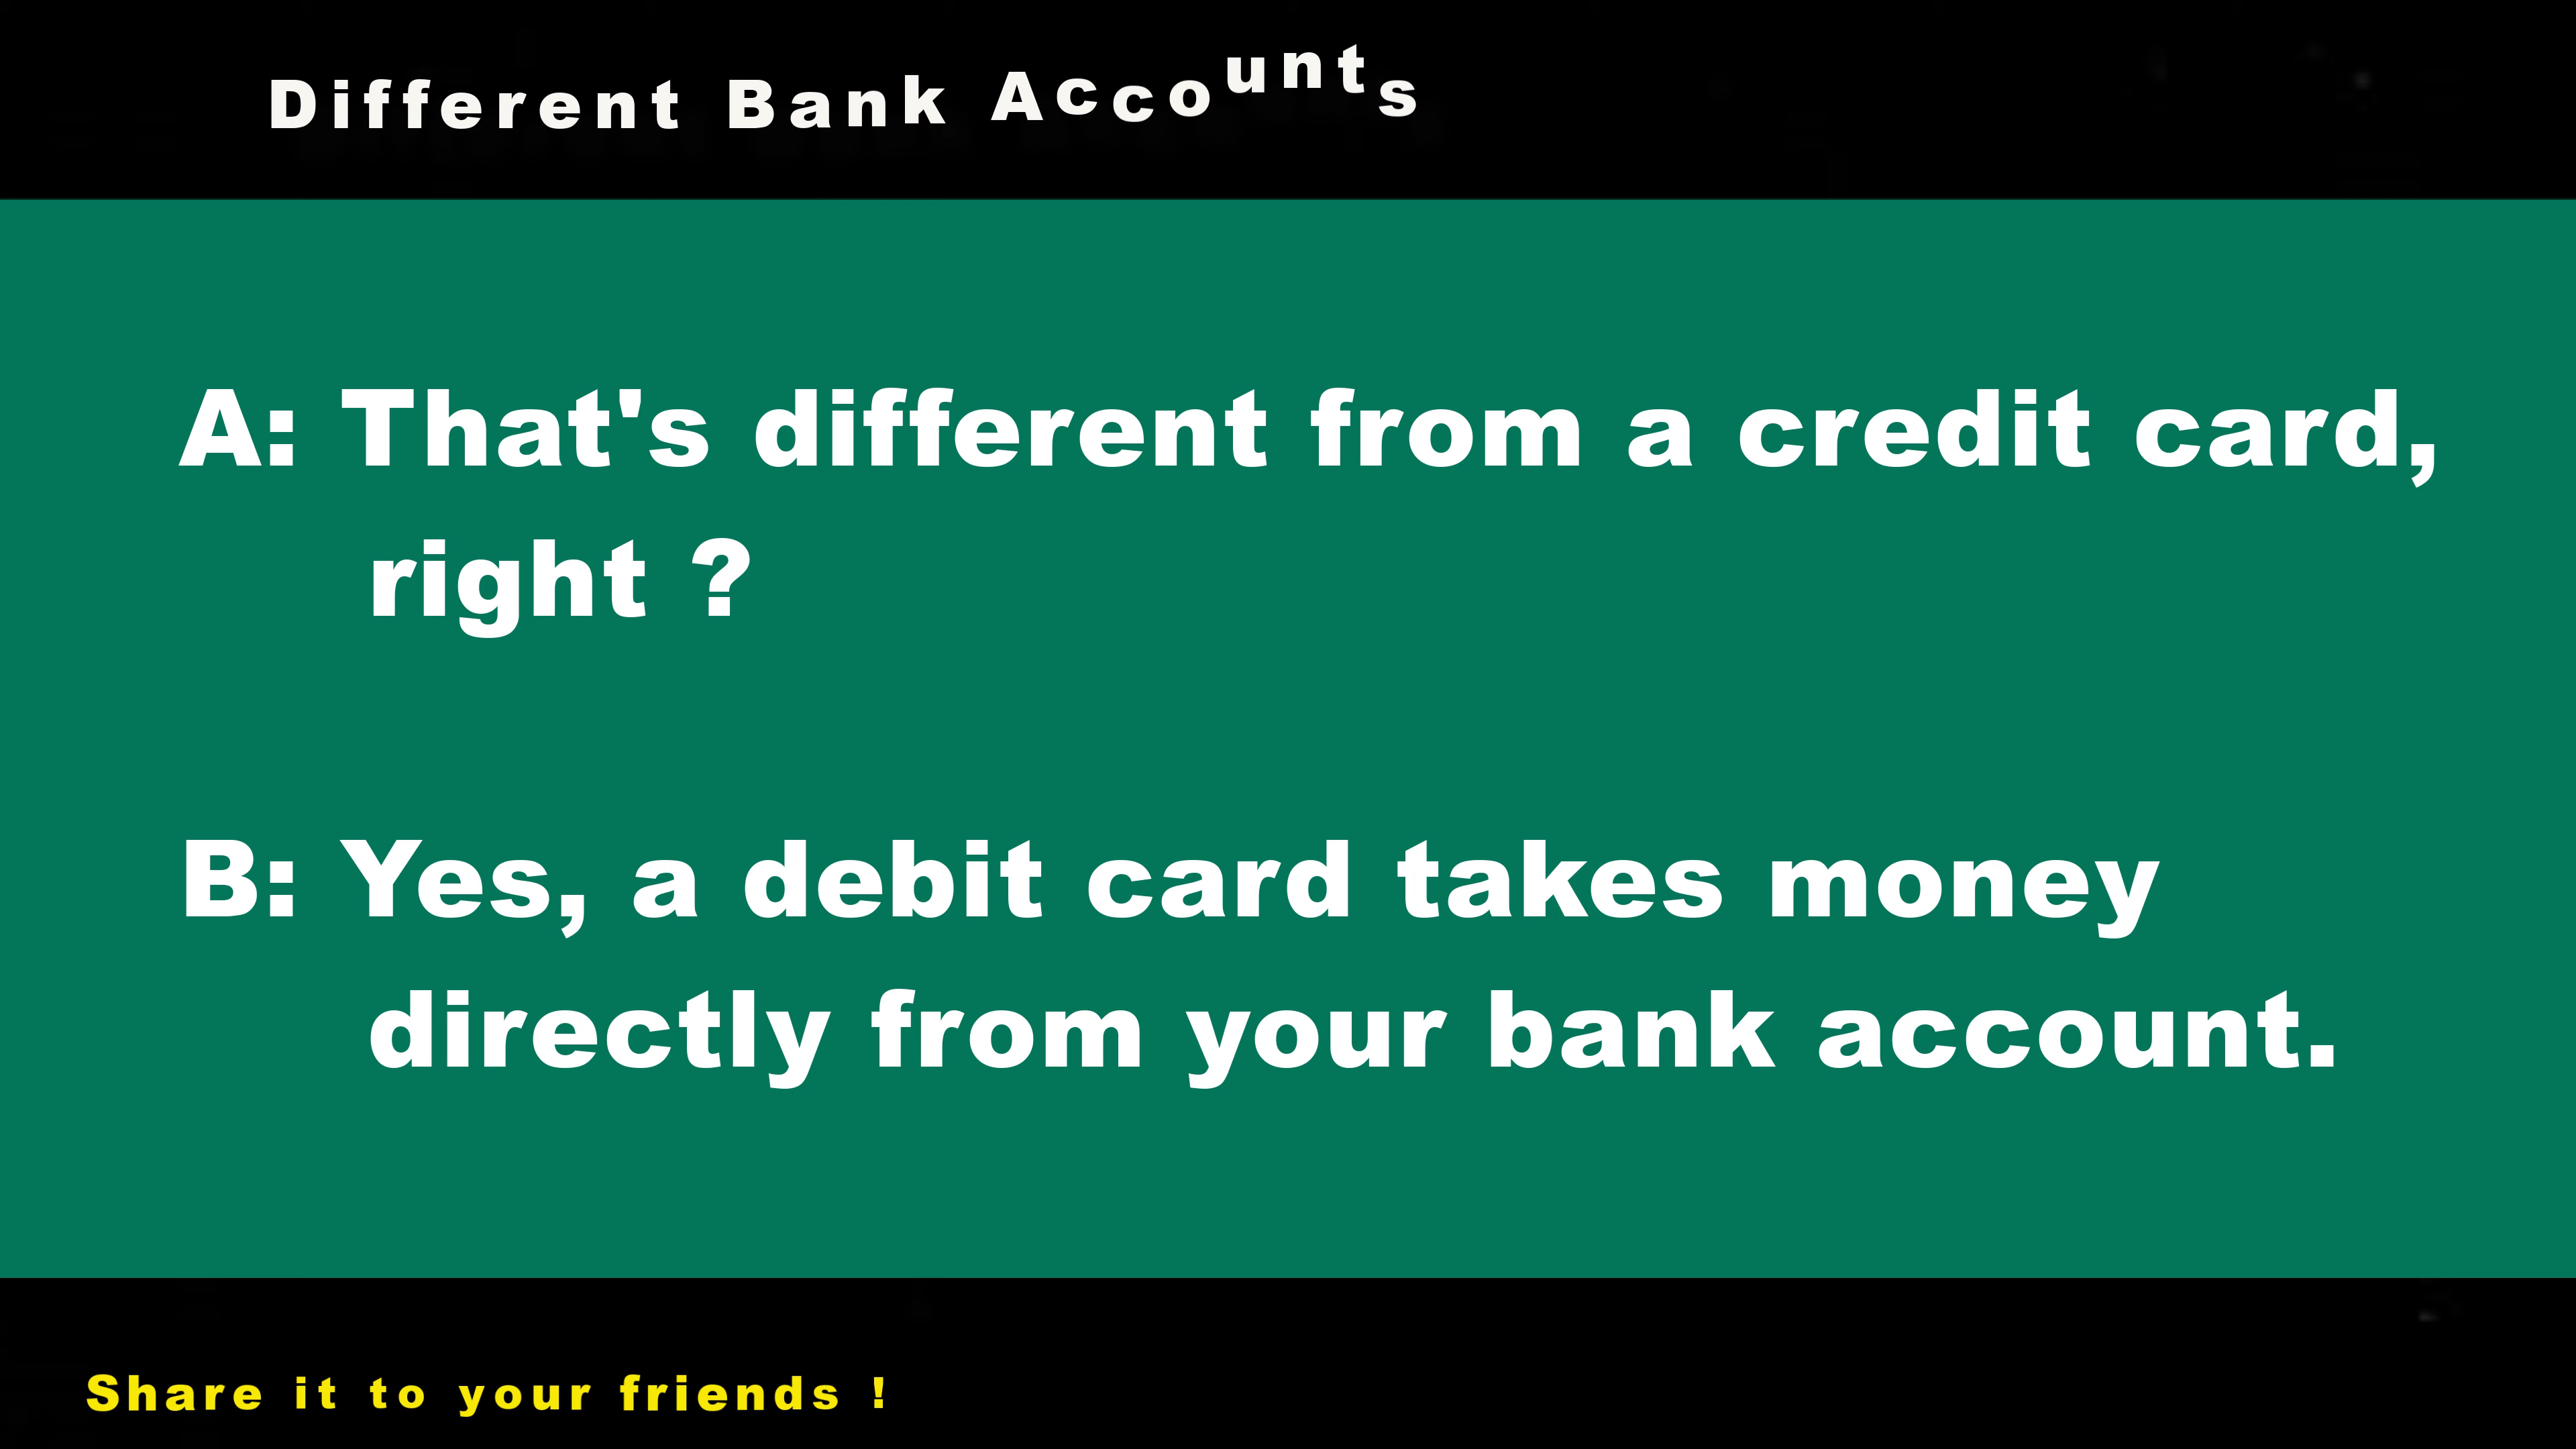 Different Bank Accounts
A: That's different from a credit card,
right ?
B: Yes, a debit card takes money
directly from your bank account.
Share it to your friends !